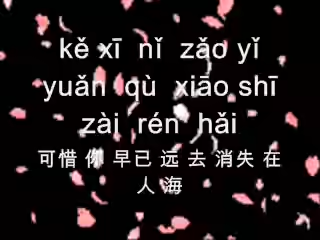 kě xī nǐ zǎo yǐ
yuǎn qù xiāo shī
zài rén hǎi
可惜 你 早已 远 去 消失 在
人 海